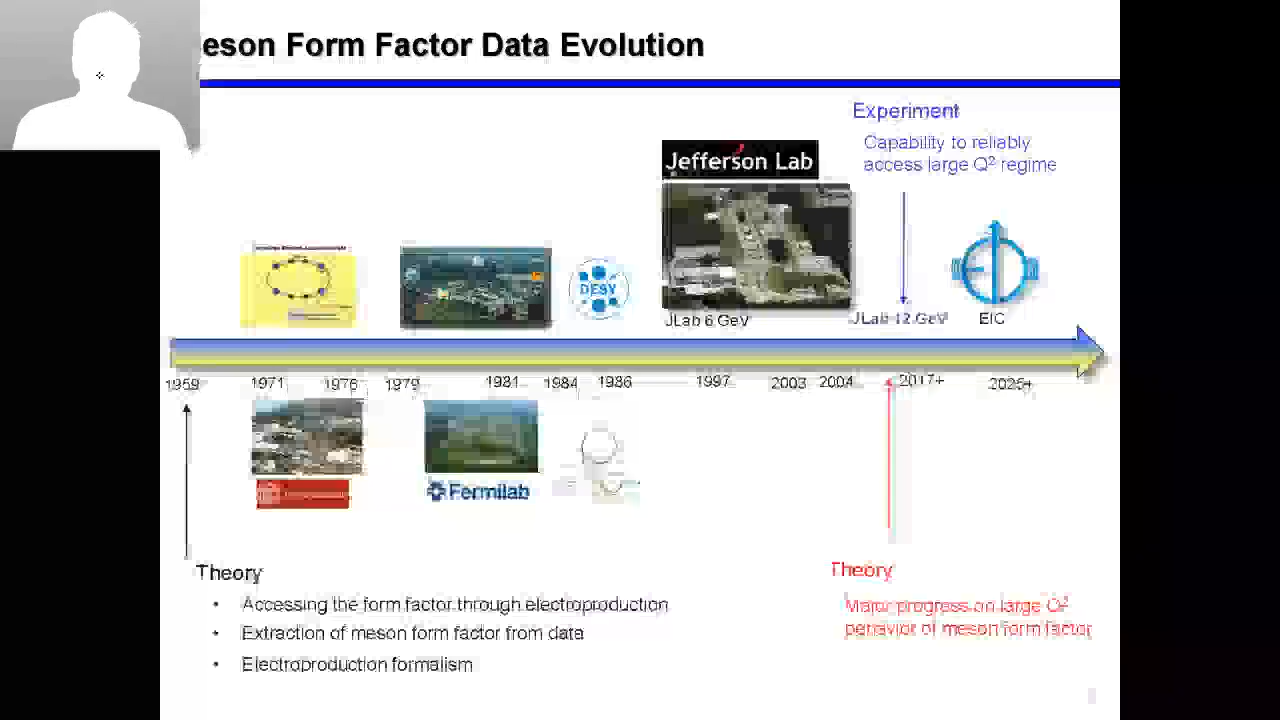 eson Form Factor Data Evolution
Experiment
Capability to reliably
access large Q² regime
Jefferson Lab
DESY
JLab 6 GeV
JLab 12 GeV
EIC
1959 1971 1976 1979 1981 1984 1986 1997 2003 2004 2017+ 2025+
Fermilab
Theory
• Accessing the form factor through electroproduction
• Extraction of meson form factor from data
• Electroproduction formalism
Theory
Major progress on large Q²
behavior of meson form factor